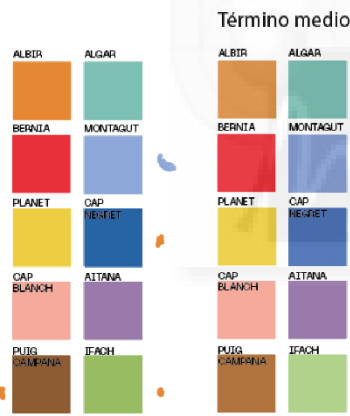 Término medio
ALBIR ALGAR
BERNIA MONTAGUT
PLANET CAP NEGRET
CAP BLANCH AITANA
PUIG CAMPANA IFACH
ALBIR ALGAR
BERNIA MONTAGUT
PLANET CAP NEGRET
CAP BLANCH AITANA
PUIG CAMPANA IFACH